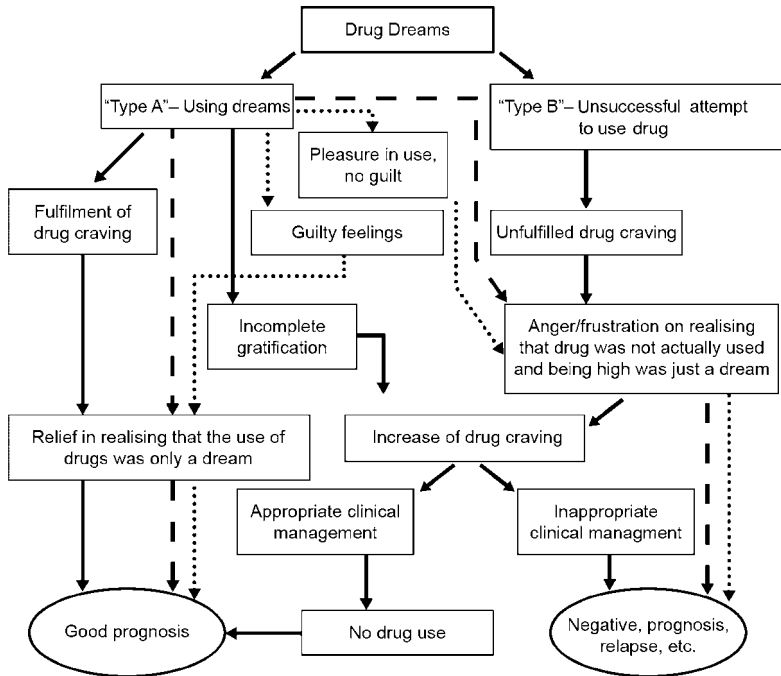 Drug Dreams
“Type A”– Using dreams
“Type B”– Unsuccessful attempt
to use drug
Pleasure in use,
no guilt
Fulfilment of
drug craving
Guilty feelings
Unfulfilled drug craving
Incomplete
gratification
Anger/frustration on realising
that drug was not actually used
and being high was just a dream
Relief in realising that the use of
drugs was only a dream
Increase of drug craving
Appropriate clinical
management
Inappropriate
clinical managment
Good prognosis
No drug use
Negative, prognosis,
relapse, etc.